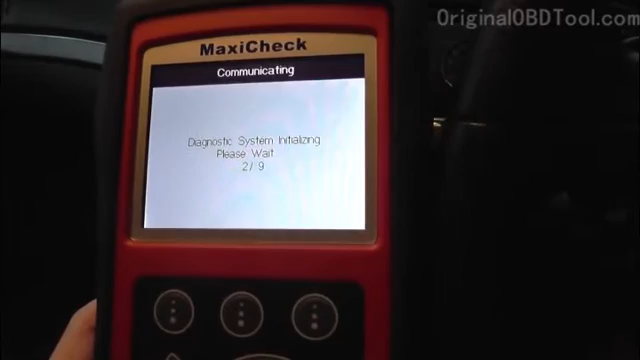 OriginalOBDTool.com
MaxiCheck
Communicating
Diagnostic System Initializing
Please Wait
2/ 9